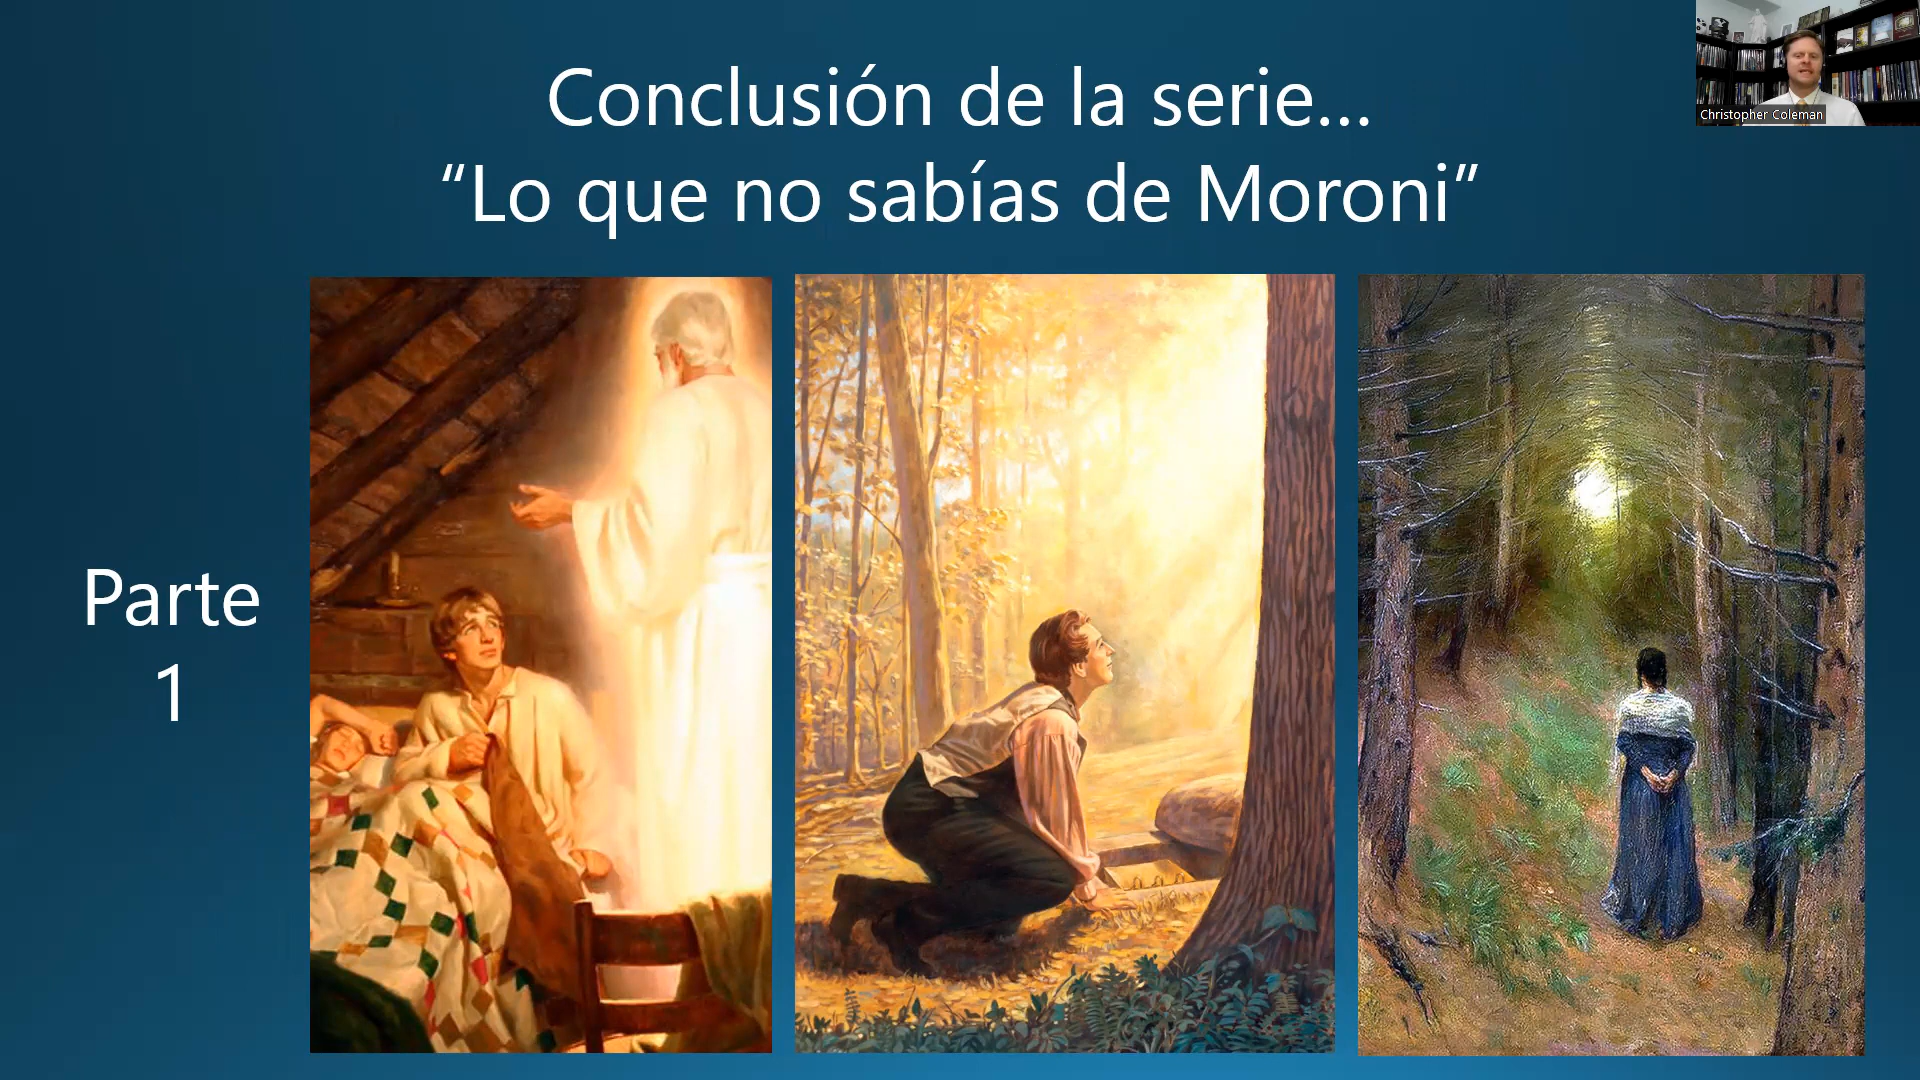 Conclusión de la serie...
“Lo que no sabías de Moroni”
Christopher Coleman
Parte
1